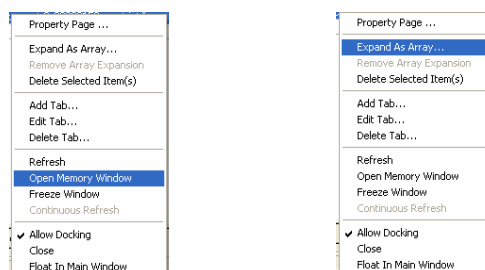 Property Page ...
Expand As Array...
Remove Array Expansion
Delete Selected Item(s)
Add Tab...
Edit Tab...
Delete Tab...
Refresh
Open Memory Window
Freeze Window
Continuous Refresh
Allow Docking
Close
Float In Main Window
Property Page ...
Expand As Array...
Remove Array Expansion
Delete Selected Item(s)
Add Tab...
Edit Tab...
Delete Tab...
Refresh
Open Memory Window
Freeze Window
Continuous Refresh
Allow Docking
Close
Float In Main Window